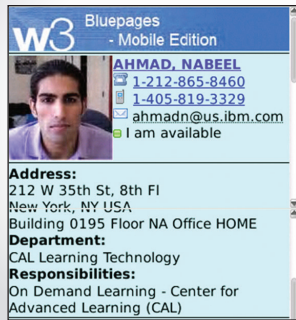 w3 Bluepages
- Mobile Edition
AHMAD, NABEEL
1-212-865-8460
1-405-819-3329
ahmadn@us.ibm.com
I am available
Address:
212 W 35th St, 8th Fl
New York, NY USA
Building 0195 Floor NA Office HOME
Department:
CAL Learning Technology
Responsibilities:
On Demand Learning - Center for
Advanced Learning (CAL)